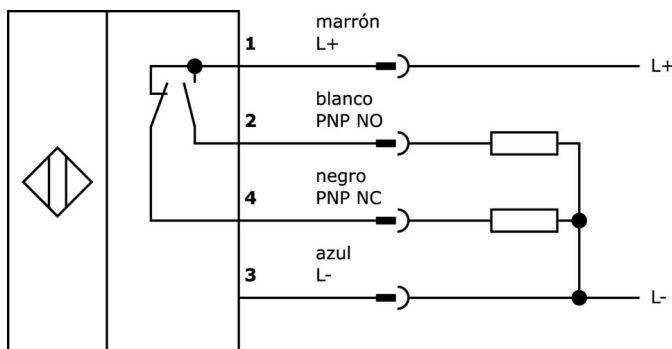 marrón
1 L+
L+
blanco
2 PNP NO
negro
4 PNP NC
azul
3 L-
L-